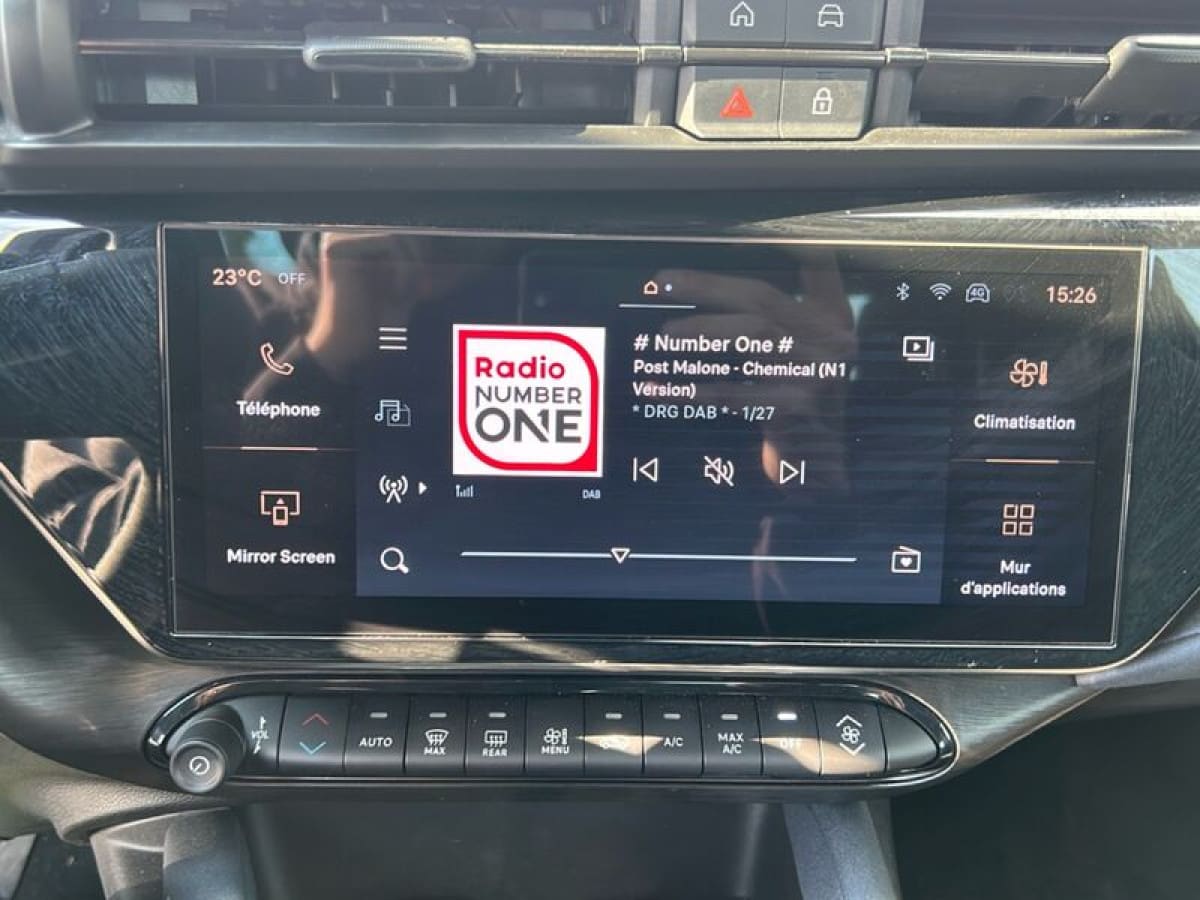 23°C OFF
4G
15:26
Téléphone
Mirror Screen
Radio
NUMBER
ONE
DAB
# Number One #
Post Malone - Chemical (N1
Version)
* DRG DAB * - 1/27
Climatisation
Mur
d'applications
VOL
AUTO
MAX
REAR
MENU
A/C
MAX
A/C
OFF